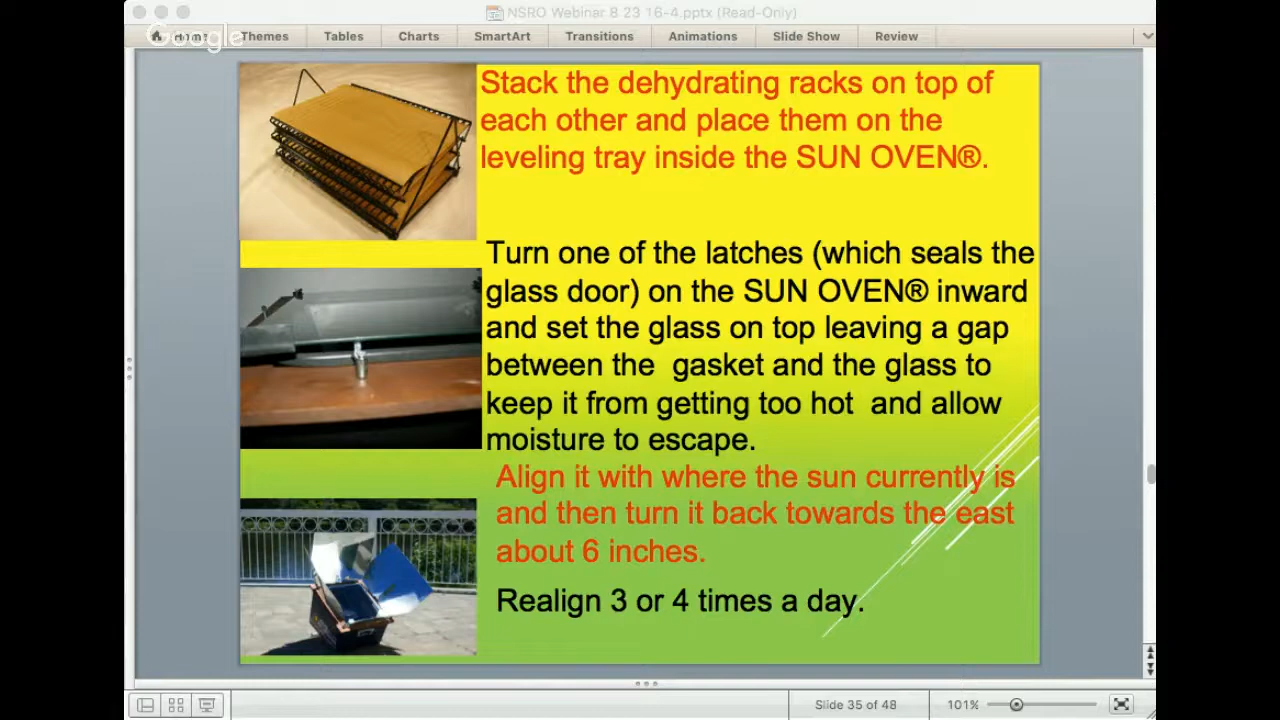 NSRO Webinar 8 23 16-4.pptx (Read-Only)
Google
Home Themes Tables Charts SmartArt Transitions Animations Slide Show Review
Stack the dehydrating racks on top of
each other and place them on the
leveling tray inside the SUN OVEN®.
Turn one of the latches (which seals the
glass door) on the SUN OVEN® inward
and set the glass on top leaving a gap
between the gasket and the glass to
keep it from getting too hot and allow
moisture to escape.
Align it with where the sun currently is
and then turn it back towards the east
about 6 inches.
Realign 3 or 4 times a day.
Slide 35 of 48 101%